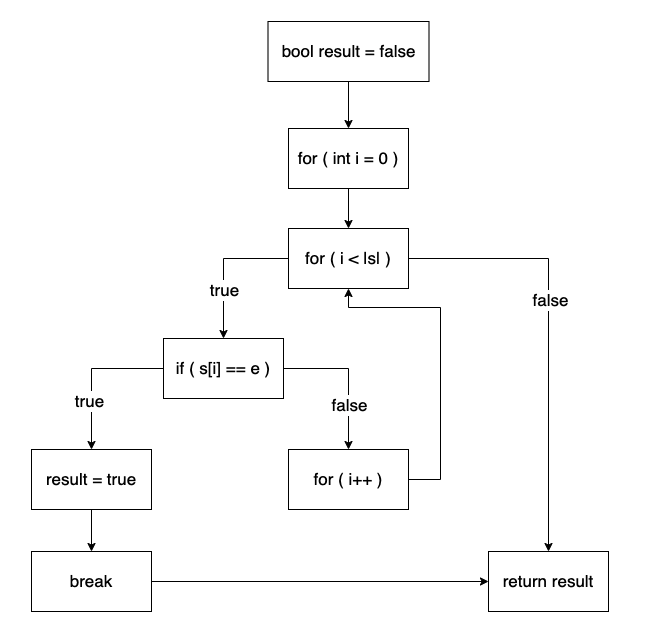 bool result = false
for ( int i = 0 )
for ( i < |s| )
true
false
if ( s[i] == e )
true
false
result = true
for ( i++ )
break
return result